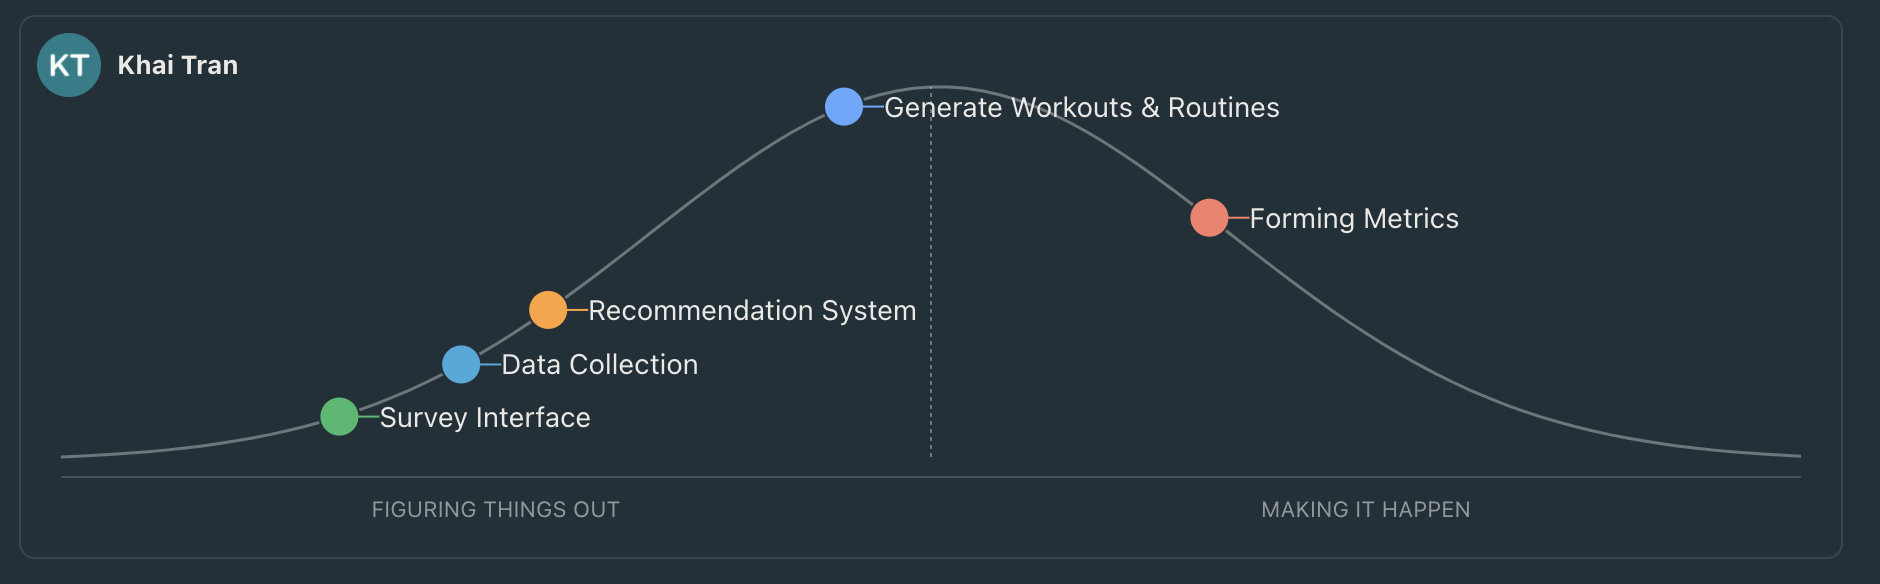 KT
Khai Tran
Generate Workouts & Routines
Forming Metrics
Recommendation System
Data Collection
Survey Interface
FIGURING THINGS OUT
MAKING IT HAPPEN